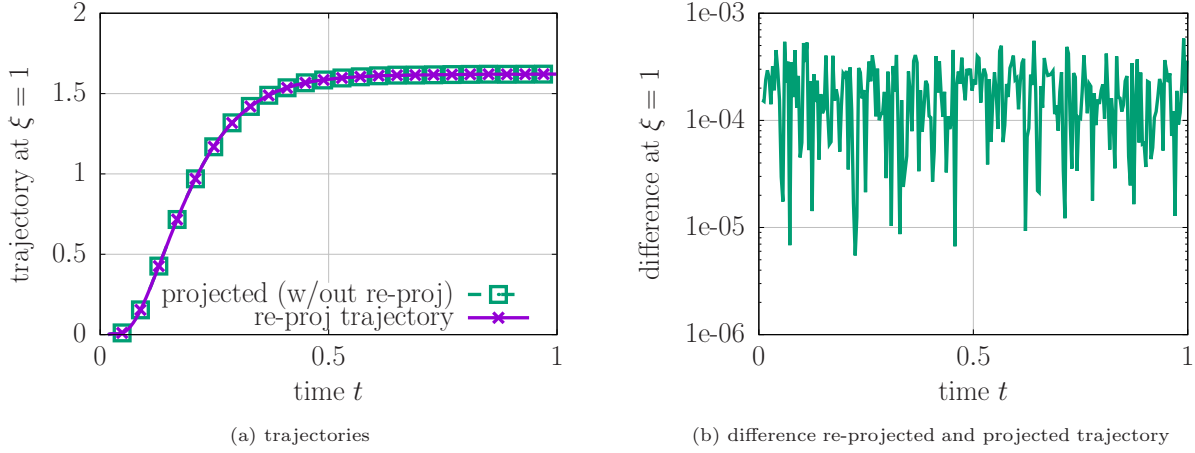 2
1.5
1
0.5
0
0
0.5
1
trajectory at ξ = 1
time t
projected (w/out re-proj)
re-proj trajectory
(a) trajectories
1e-03
1e-04
1e-05
1e-06
0
0.5
1
difference at ξ = 1
time t
(b) difference re-projected and projected trajectory